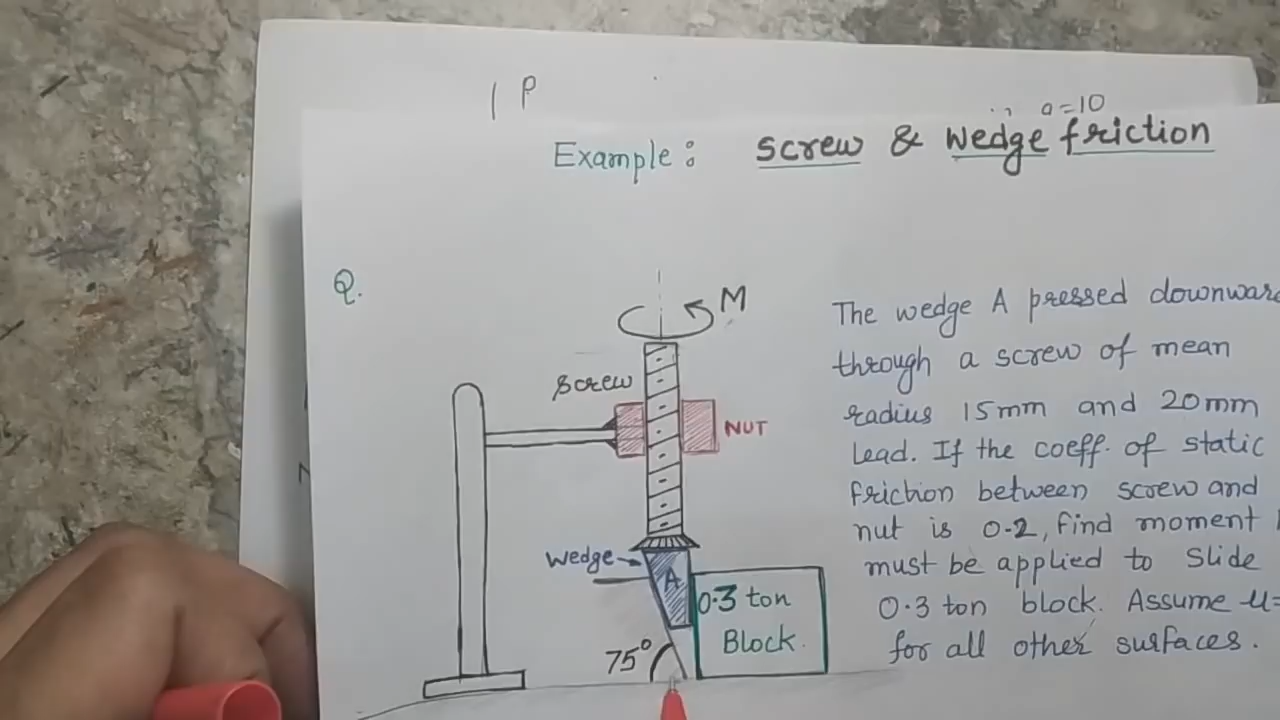 P
a=10
Example: Screw & Wedge friction
Q.
M
Screw
NUT
Wedge
A
0.3 ton
Block.
75°
The wedge A pressed downward
through a screw of mean
radius 15mm and 20mm
lead. If the coeff. of static
friction between screw and
nut is 0.2, find moment
must be applied to slide
0.3 ton block. Assume μ=
for all other surfaces.